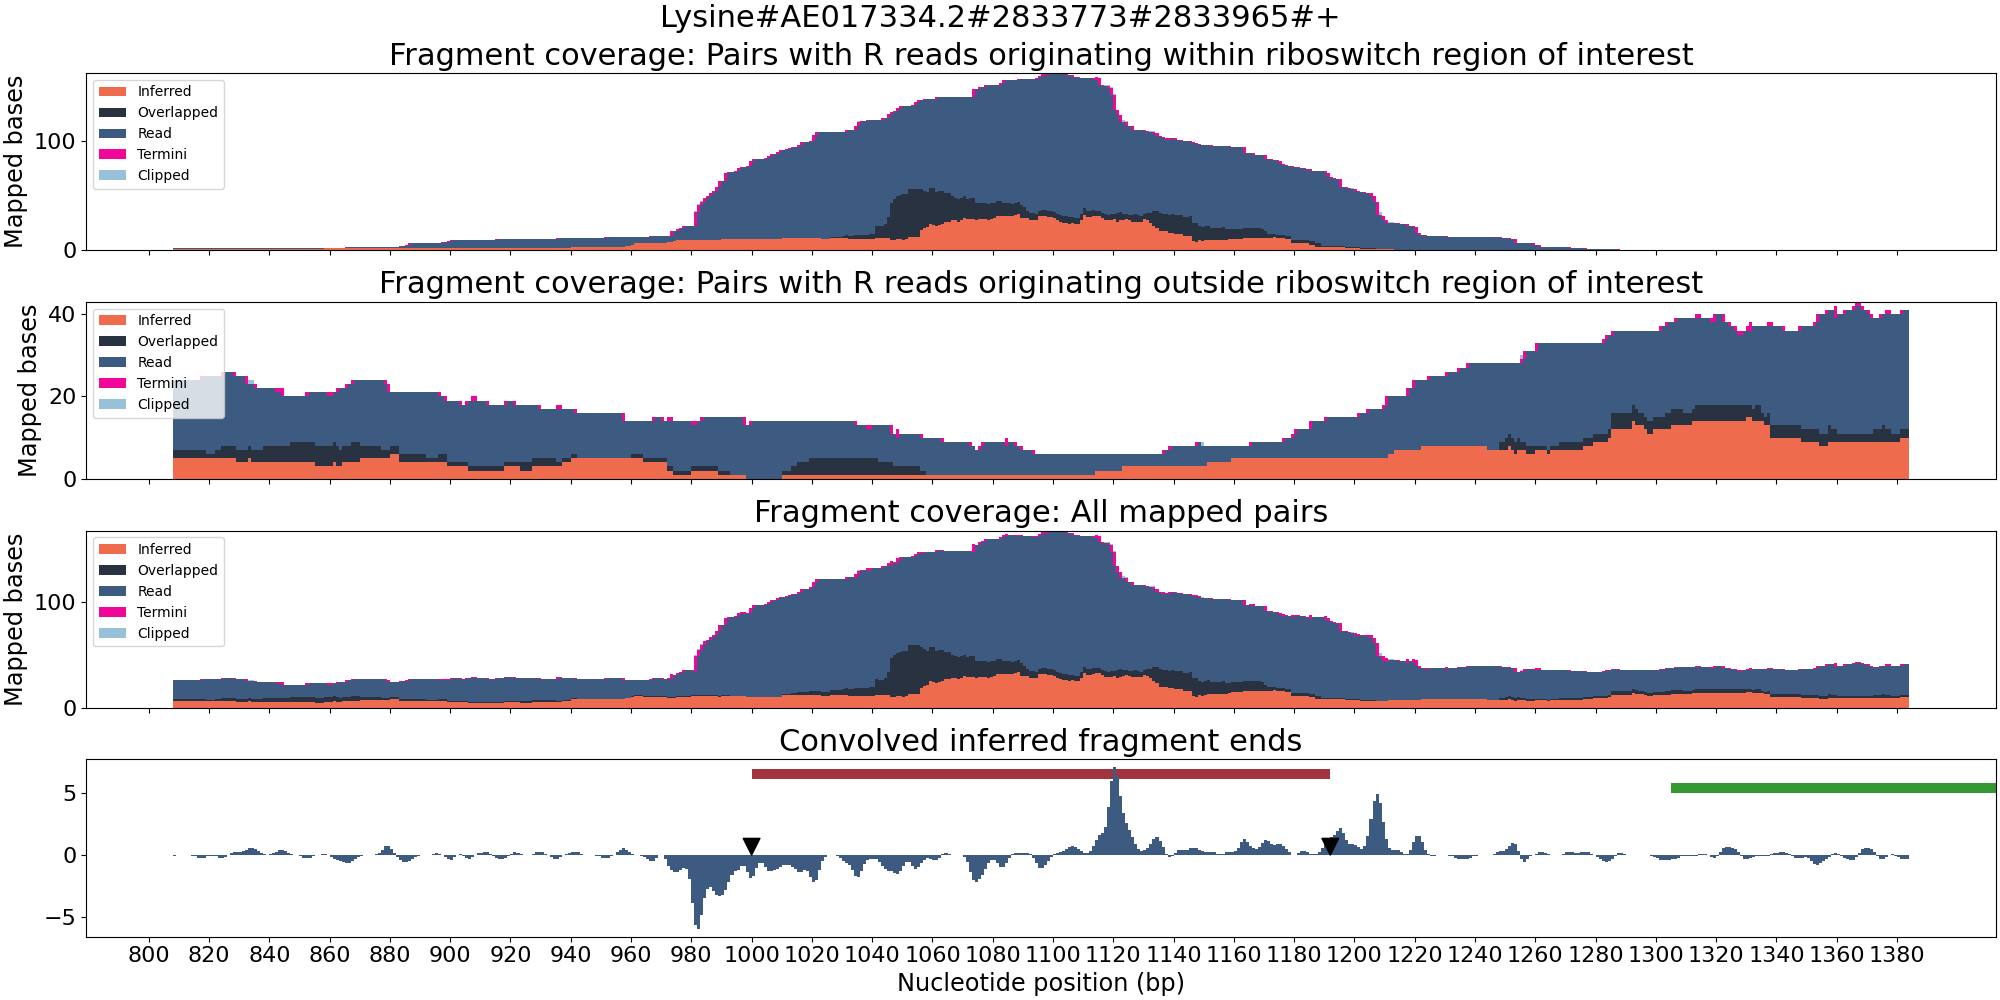 Lysine#AE017334.2#2833773#2833965#+
Fragment coverage: Pairs with R reads originating within riboswitch region of interest
Mapped bases
100
0
Inferred
Overlapped
Read
Termini
Clipped
Fragment coverage: Pairs with R reads originating outside riboswitch region of interest
Mapped bases
40
20
0
Inferred
Overlapped
Read
Termini
Clipped
Fragment coverage: All mapped pairs
Mapped bases
100
0
Inferred
Overlapped
Read
Termini
Clipped
Convolved inferred fragment ends
5
0
−5
800 820 840 860 880 900 920 940 960 980 1000 1020 1040 1060 1080 1100 1120 1140 1160 1180 1200 1220 1240 1260 1280 1300 1320 1340 1360 1380
Nucleotide position (bp)